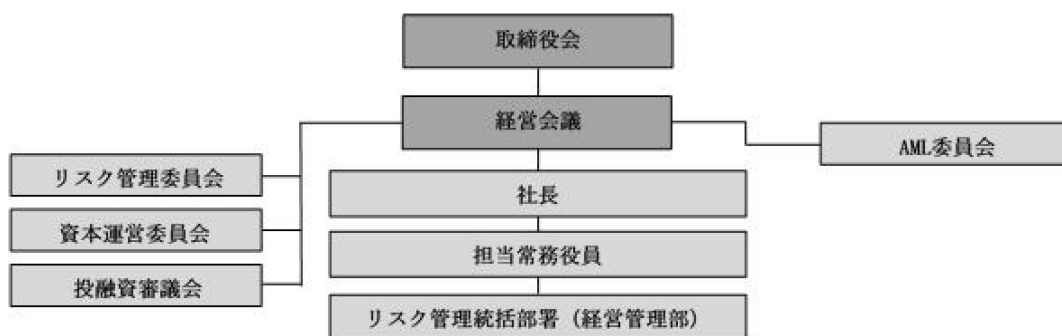 取締役会
経営会議
AML委員会
リスク管理委員会
社長
資本運営委員会
担当常務役員
投融資審議会
リスク管理統括部署（経営管理部）